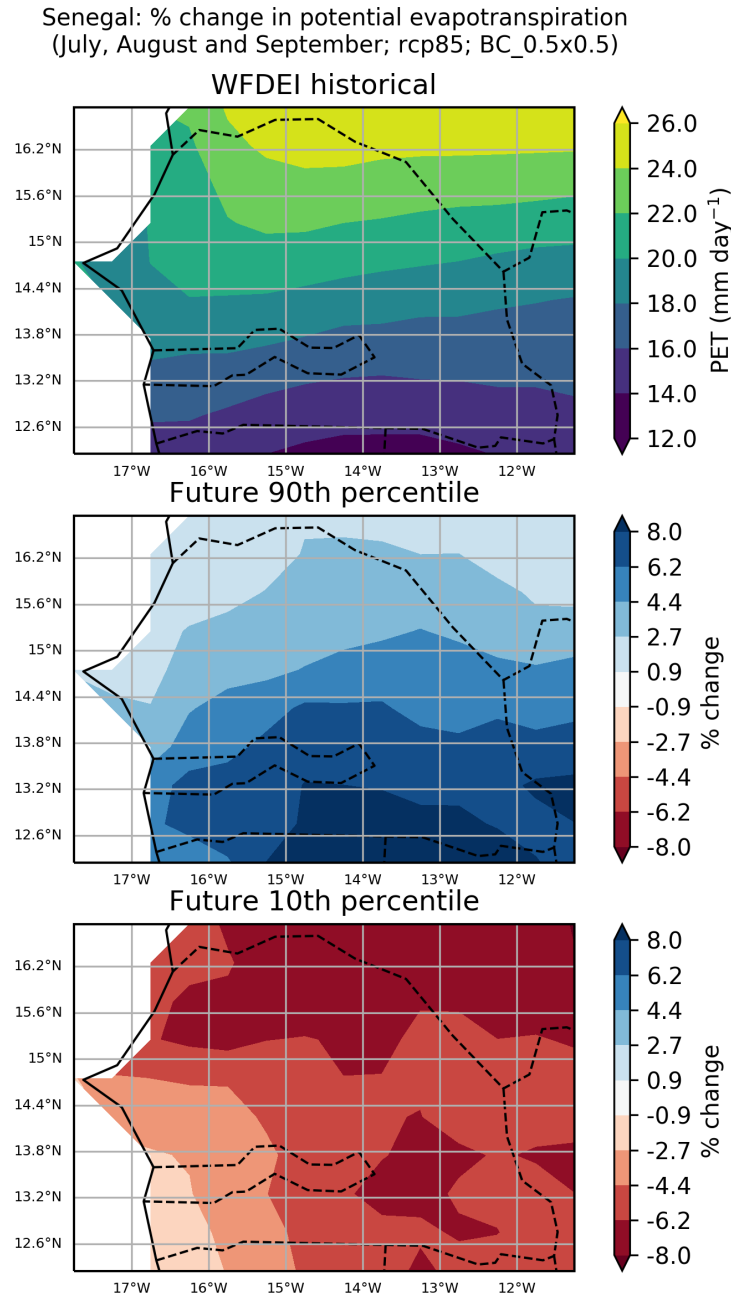 Senegal: % change in potential evapotranspiration
(July, August and September; rcp85; BC_0.5x0.5)
WFDEI historical
16.2°N
15.6°N
15°N
14.4°N
13.8°N
13.2°N
12.6°N
17°W 16°W 15°W 14°W 13°W 12°W
26.0
24.0
22.0
20.0
18.0
16.0
14.0
12.0
PET (mm day⁻¹)
Future 90th percentile
16.2°N
15.6°N
15°N
14.4°N
13.8°N
13.2°N
12.6°N
17°W 16°W 15°W 14°W 13°W 12°W
8.0
6.2
4.4
2.7
0.9
-0.9
-2.7
-4.4
-6.2
-8.0
% change
Future 10th percentile
16.2°N
15.6°N
15°N
14.4°N
13.8°N
13.2°N
12.6°N
17°W 16°W 15°W 14°W 13°W 12°W
8.0
6.2
4.4
2.7
0.9
-0.9
-2.7
-4.4
-6.2
-8.0
% change